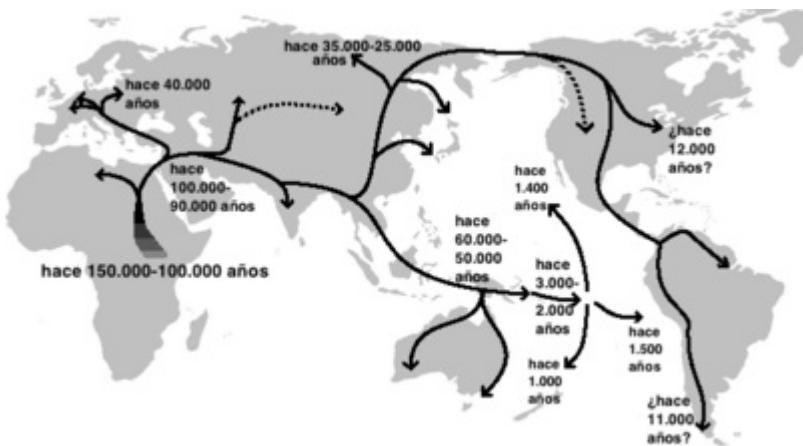 hace 35.000-25.000
años
hace 40.000
años
¿hace
12.000
años?
hace
100.000-
90.000 años
hace
1.400
años
hace
60.000-
50.000
años
hace
3.000-
2.000
años
hace 150.000-100.000 años
hace
1.500
años
hace
1.000
años
¿hace
11.000
años?